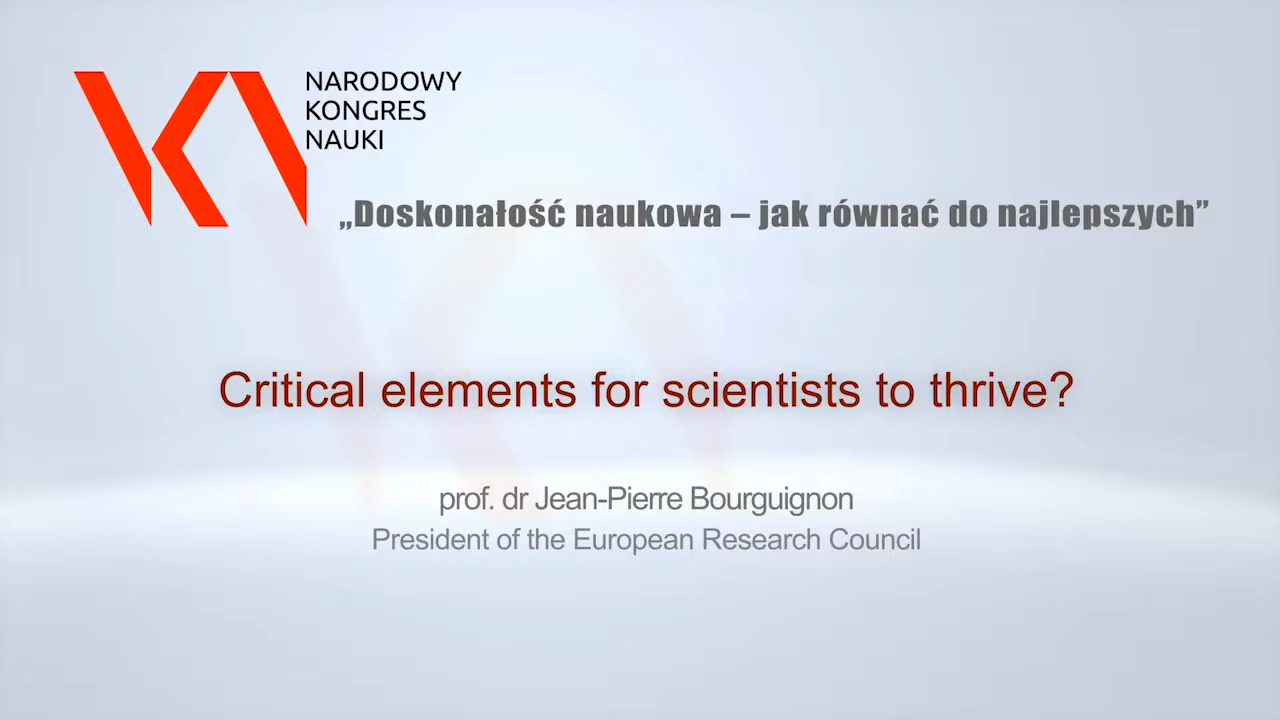 NARODOWY
KONGRES
NAUKI
„Doskonałość naukowa – jak równać do najlepszych”
Critical elements for scientists to thrive?
prof. dr Jean-Pierre Bourguignon
President of the European Research Council